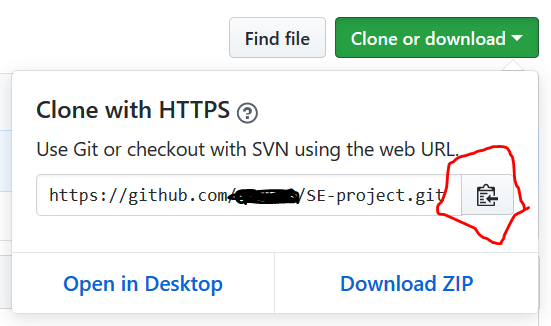 Find file Clone or download
Clone with HTTPS ?
Use Git or checkout with SVN using the web URL.
https://github.com/ /SE-project.git
Open in Desktop Download ZIP